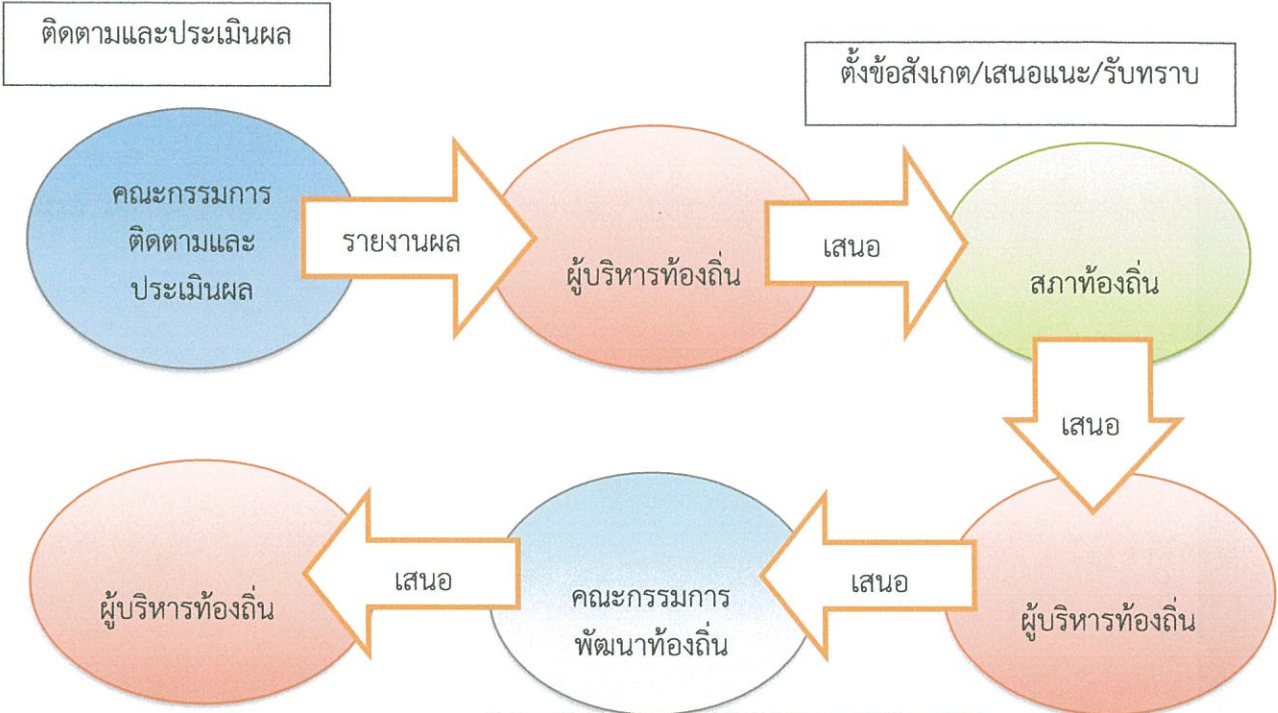 ติดตามและประเมินผล
ตั้งข้อสังเกต/เสนอแนะ/รับทราบ
คณะกรรมการ
ติดตามและ
ประเมินผล
รายงานผล
ผู้บริหารท้องถิ่น
เสนอ
สภาท้องถิ่น
เสนอ
ผู้บริหารท้องถิ่น
เสนอ
คณะกรรมการ
พัฒนาท้องถิ่น
เสนอ
ผู้บริหารท้องถิ่น